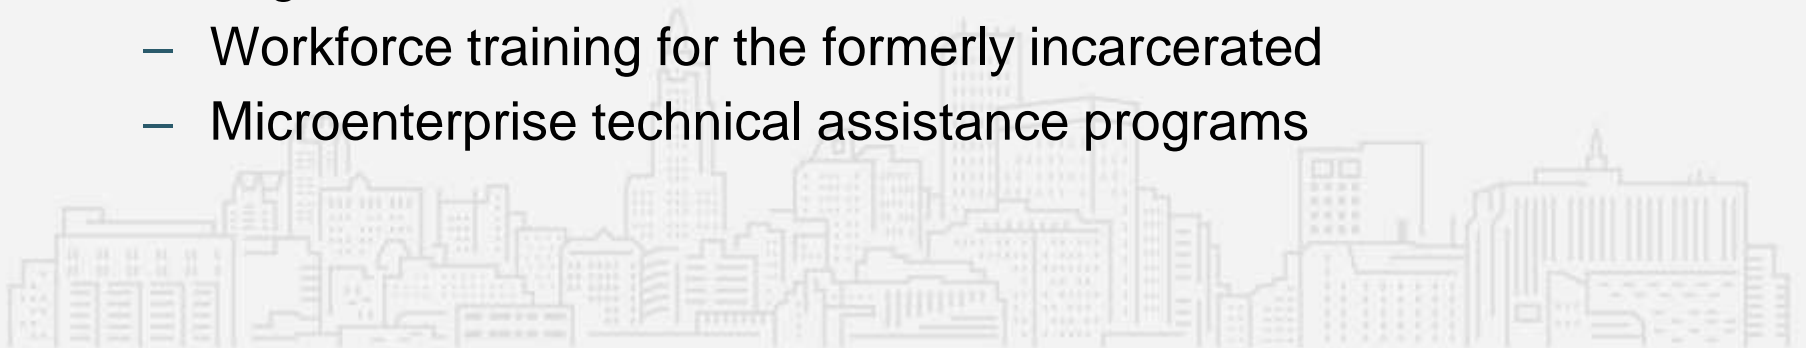 – Workforce training for the formerly incarcerated
– Microenterprise technical assistance programs